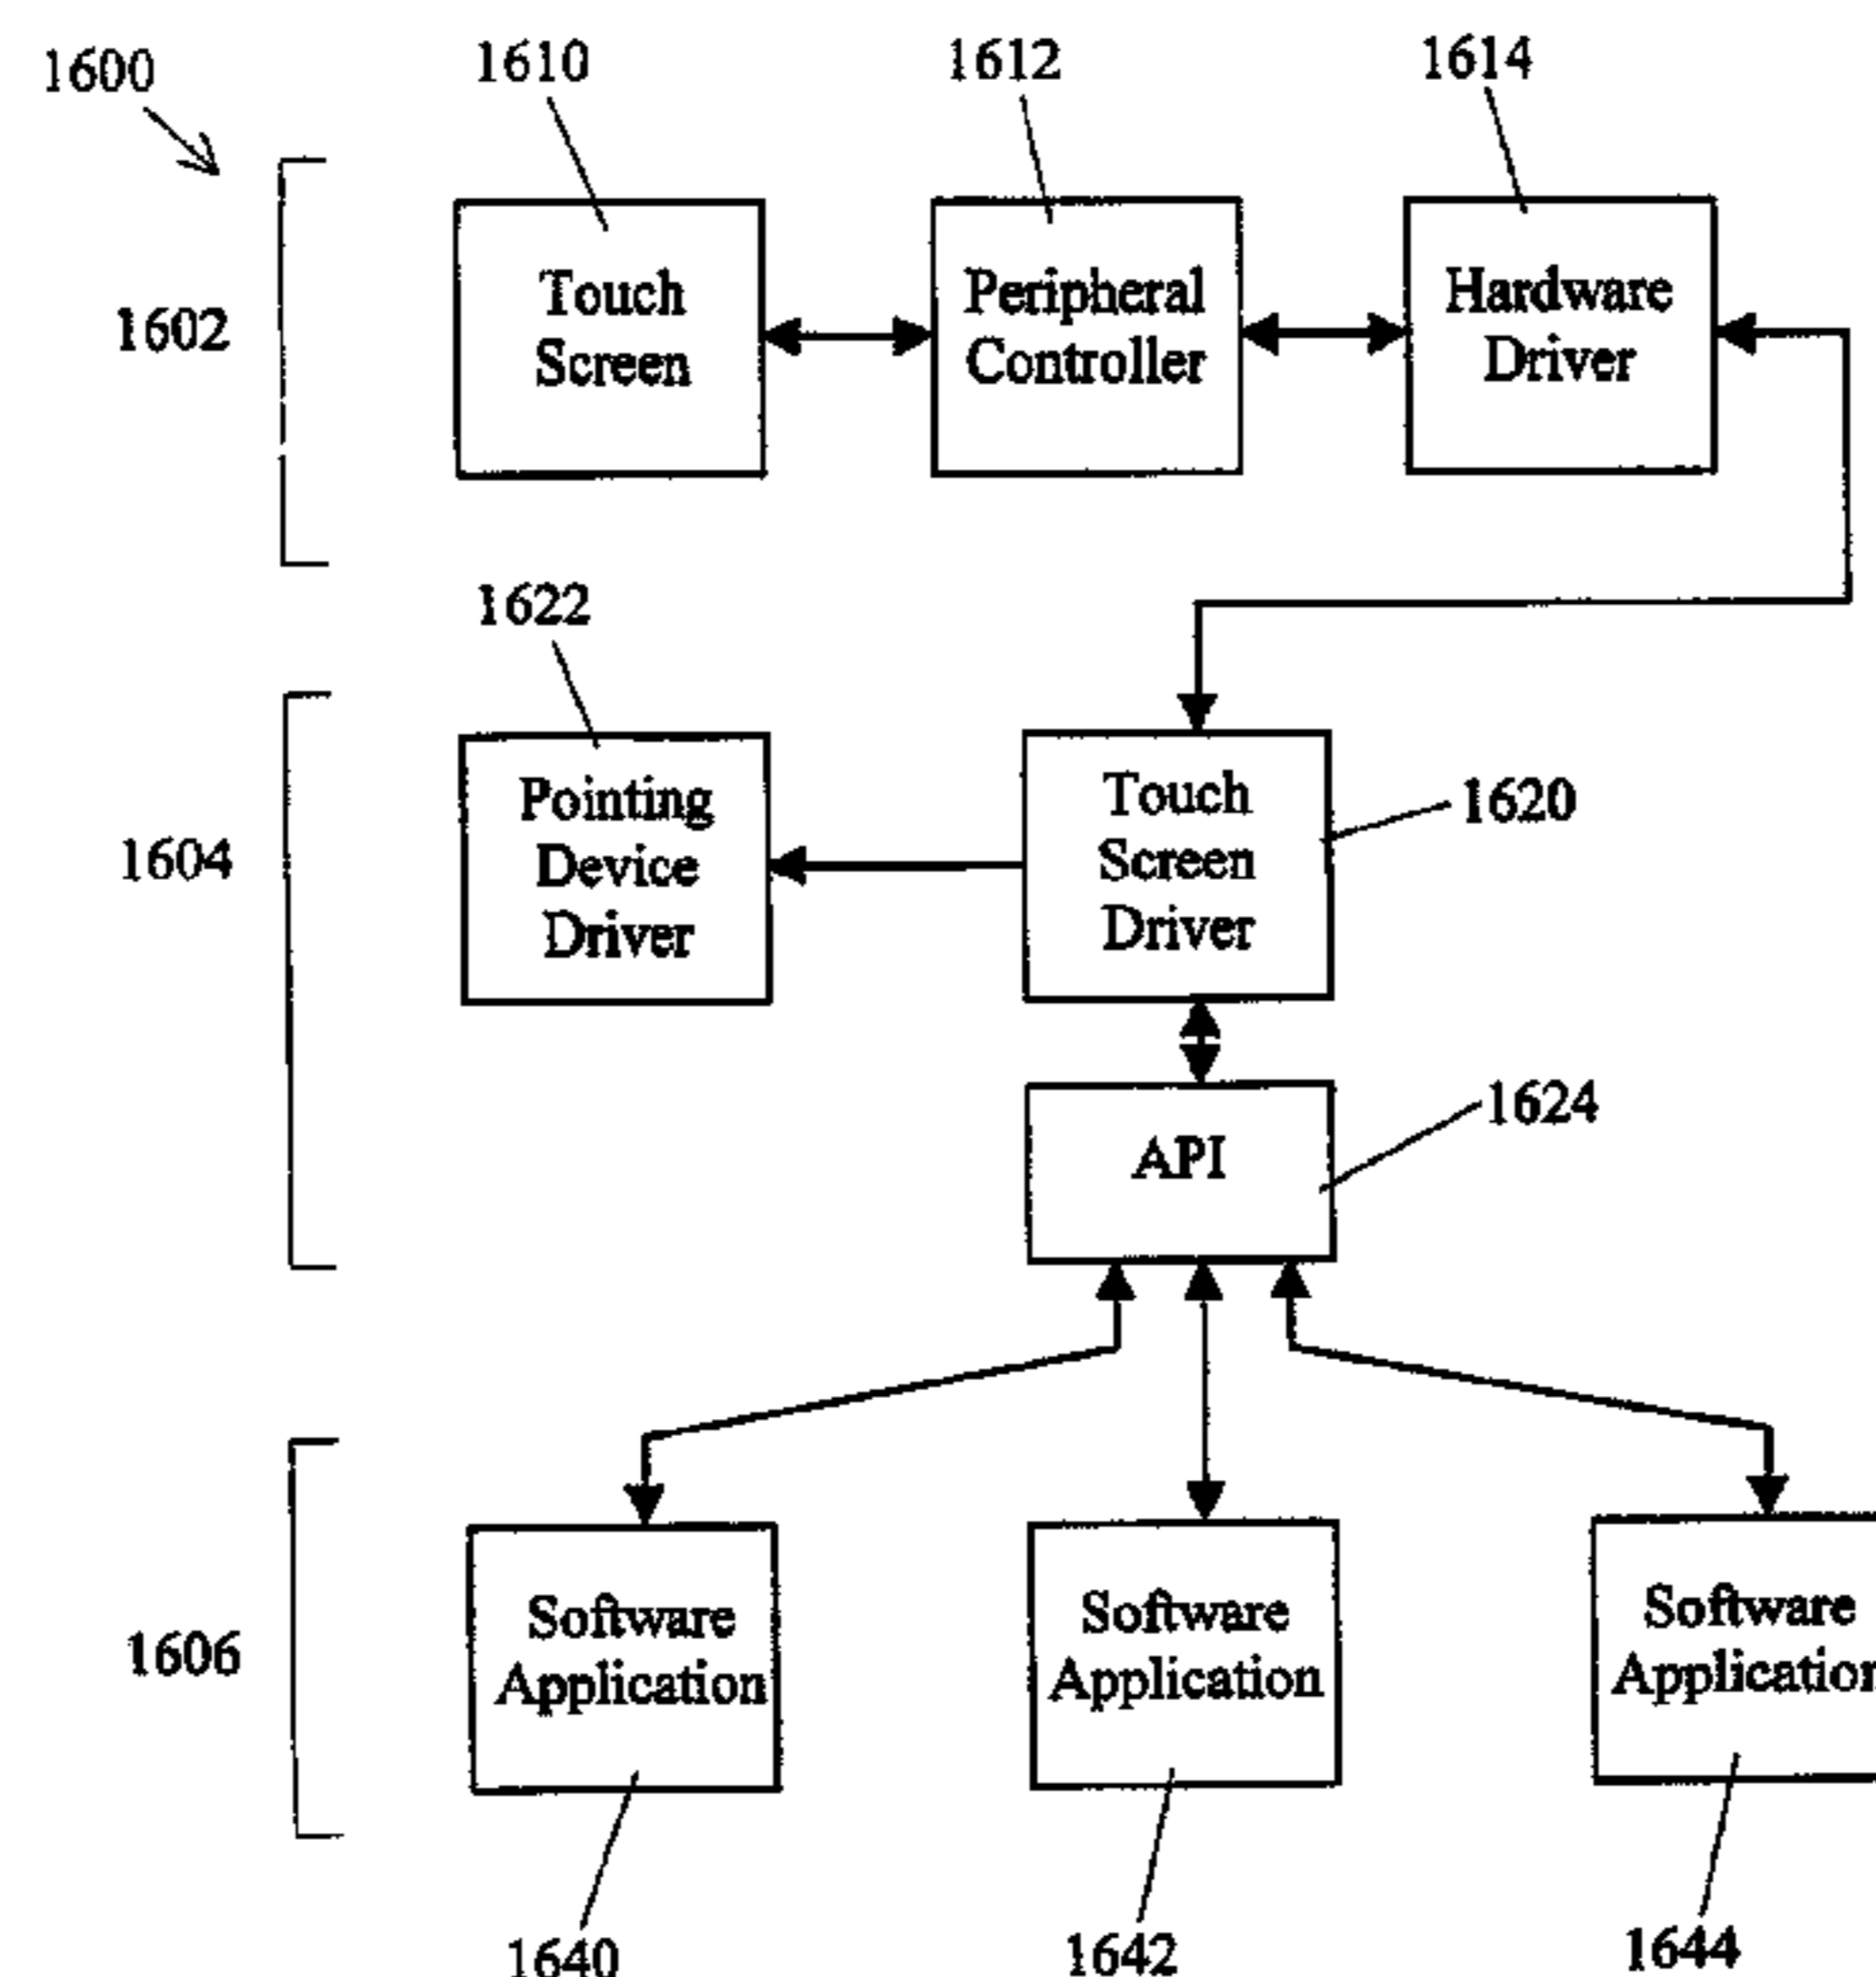 1600
1610
1612
1614
Touch
Screen
Peripheral
Controller
Hardware
Driver
1602
1622
Pointing
Device
Driver
Touch
Screen
Driver
1620
1604
API
1624
Software
Application
Software
Application
Software
Application
1606
1640
1642
1644